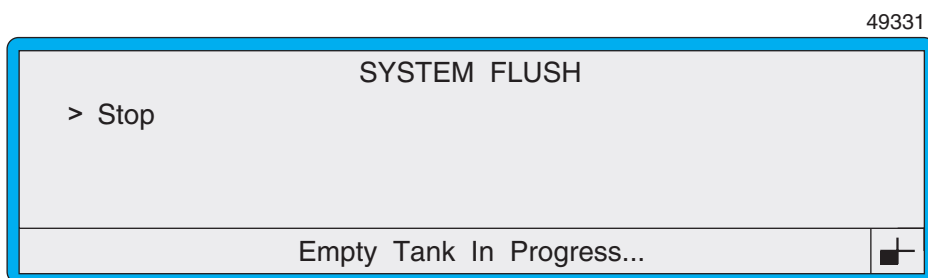 49331
SYSTEM FLUSH
> Stop
Empty Tank In Progress...